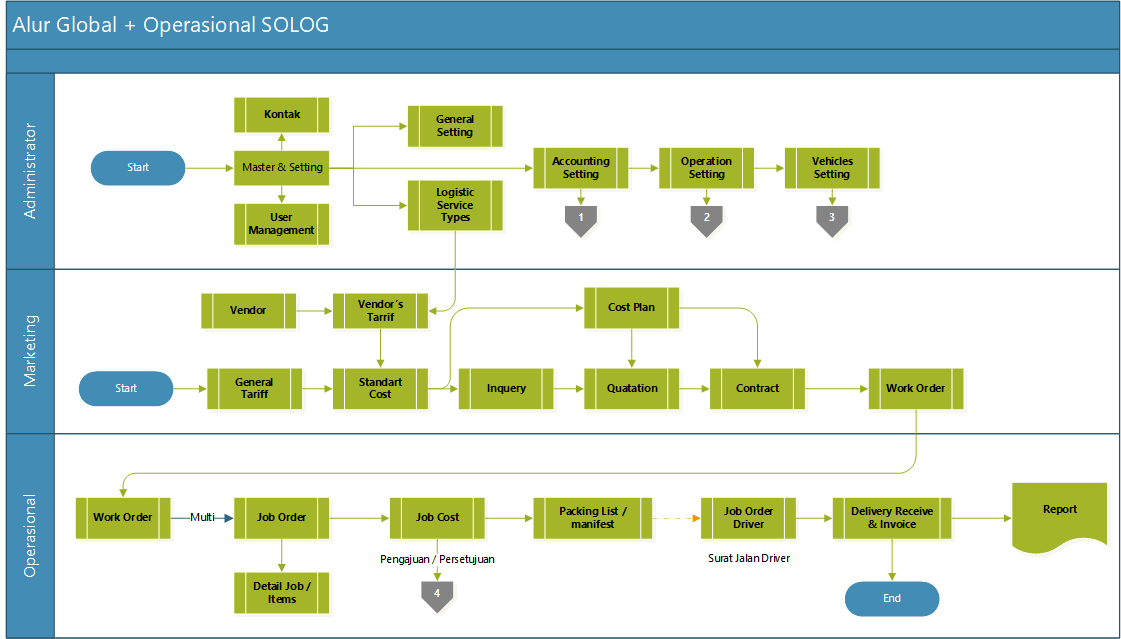 Alur Global + Operasional SOLOG
Administrator
Start
Kontak
Master & Setting
User
Management
General
Setting
Logistic
Service
Types
Accounting
Setting
Operation
Setting
Vehicles
Setting
1
2
3
Marketing
Vendor
Vendor´s
Tarrif
Cost Plan
Start
General
Tariff
Standart
Cost
Inquery
Quatation
Contract
Work Order
Operasional
Work Order
Multi
Job Order
Job Cost
Packing List /
manifest
Job Order
Driver
Delivery Receive
& Invoice
Report
Pengajuan / Persetujuan
Surat Jalan Driver
Detail Job /
Items
4
End